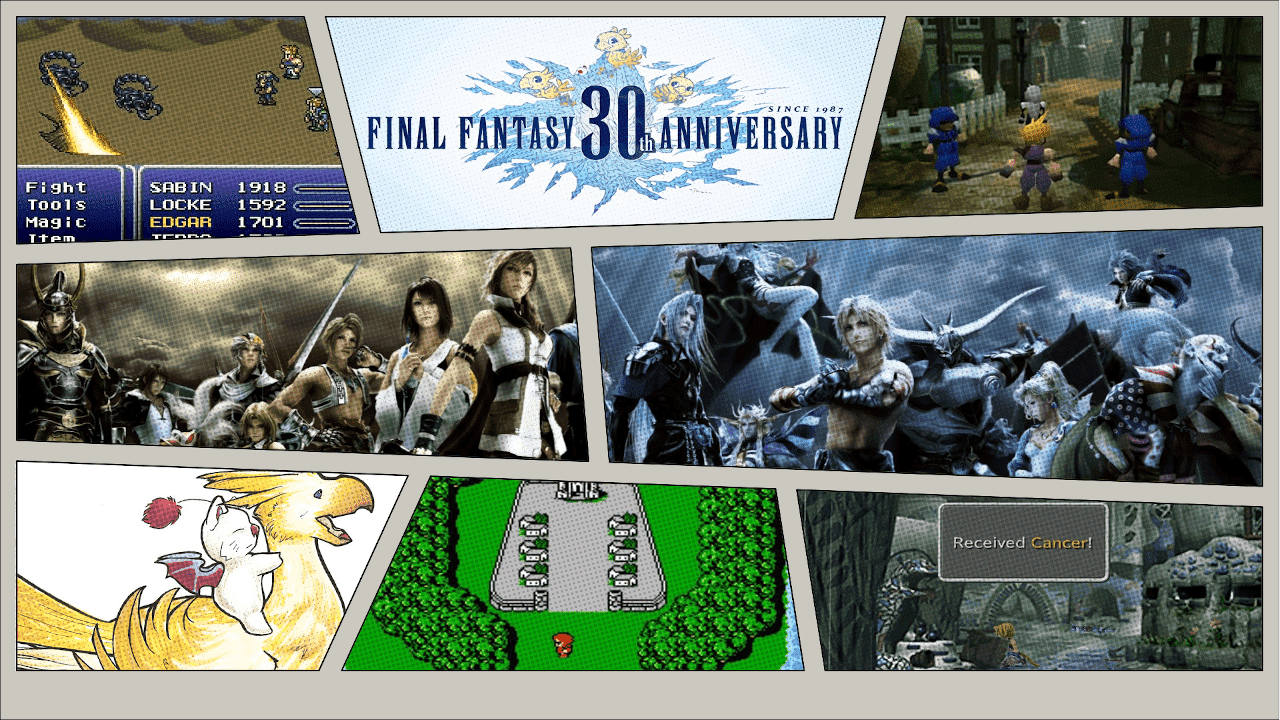 Fight
Tools
Magic
Item
SABIN 1918
LOCKE 1592
EDGAR 1701
SINCE 1987
FINAL FANTASY 30th ANNIVERSARY
Received Cancer!